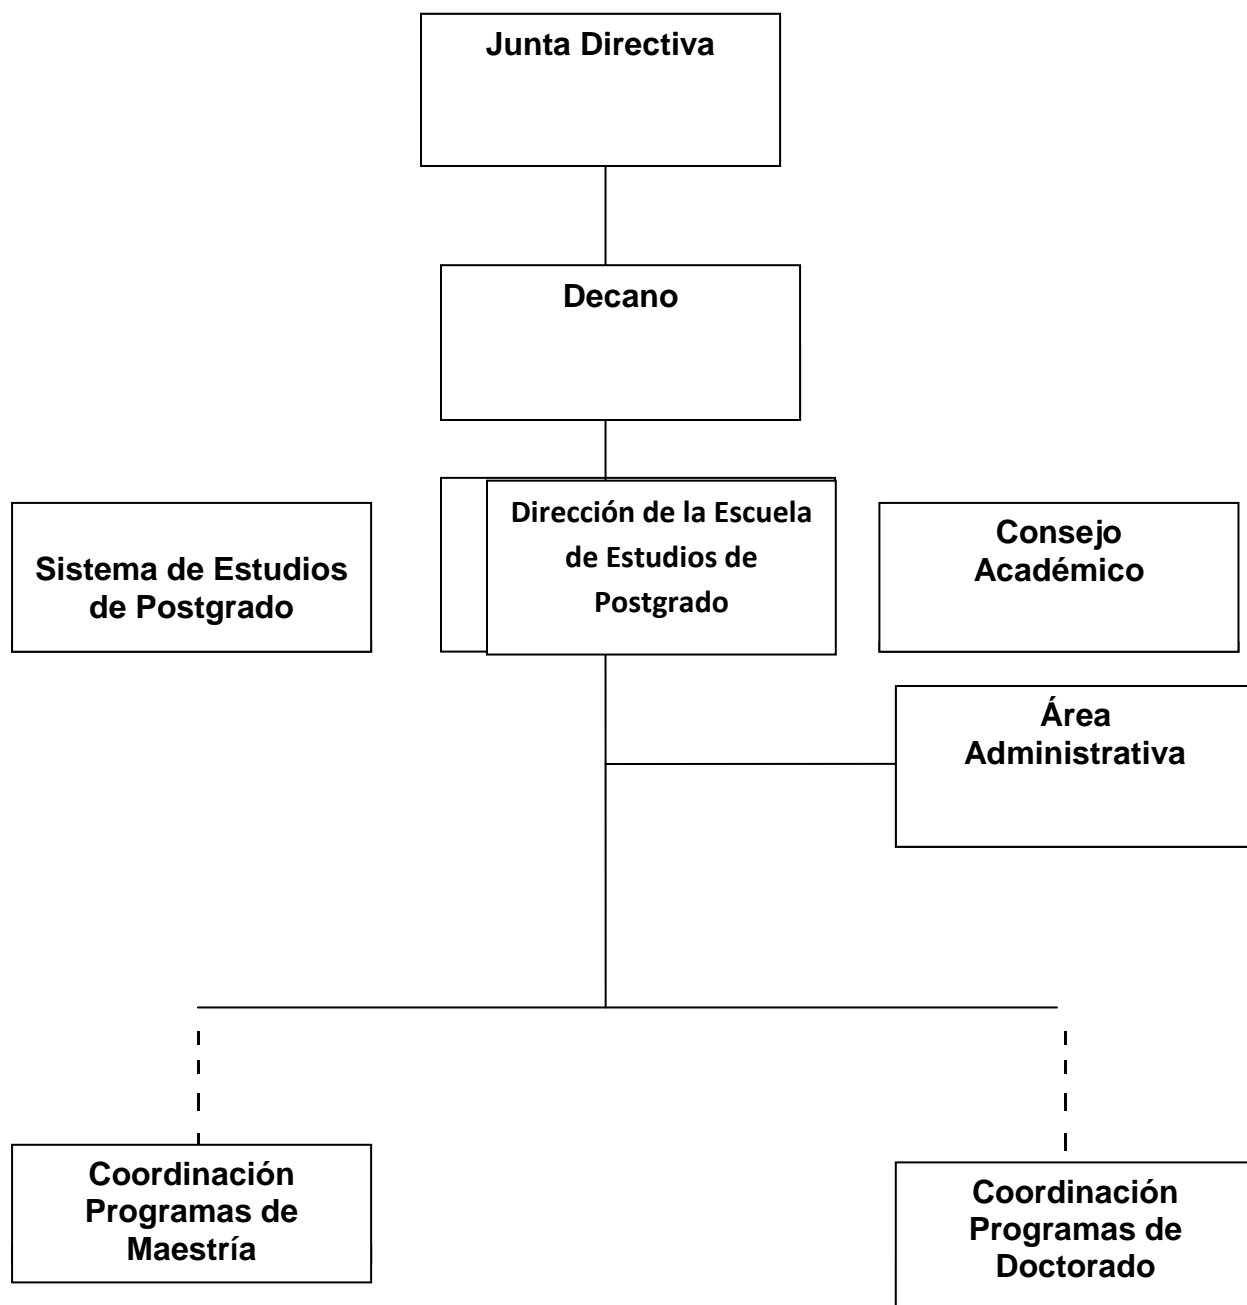 Junta Directiva
Decano
Sistema de Estudios
de Postgrado
Dirección de la Escuela
de Estudios de
Postgrado
Consejo
Académico
Área
Administrativa
Coordinación
Programas de
Maestría
Coordinación
Programas de
Doctorado